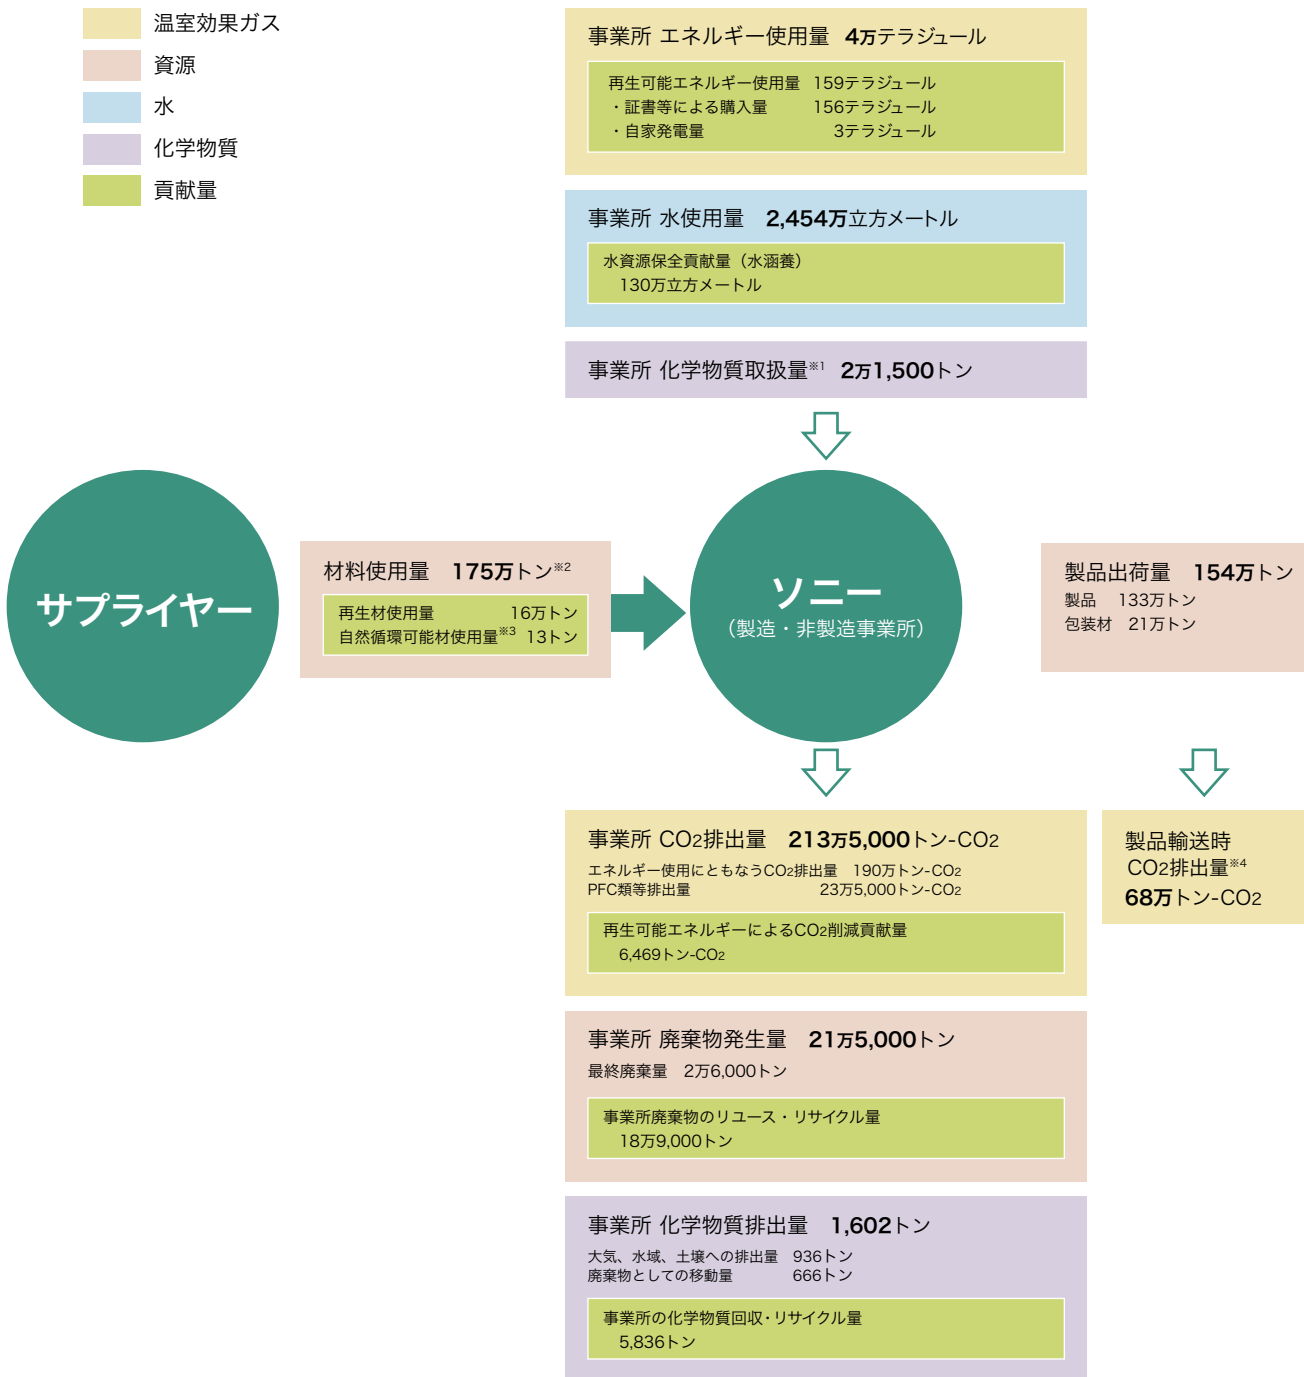 温室効果ガス
資源
水
化学物質
貢献量
事業所 エネルギー使用量 4万テラジュール
再生可能エネルギー使用量 159テラジュール
・証書等による購入量 156テラジュール
・自家発電量 3テラジュール
事業所 水使用量 2,454万立方メートル
水資源保全貢献量（水涵養）
130万立方メートル
事業所 化学物質取扱量※1 2万1,500トン
サプライヤー
材料使用量 175万トン※2
再生材使用量 16万トン
自然循環可能材使用量※3 13トン
ソニー
（製造・非製造事業所）
製品出荷量 154万トン
製品 133万トン
包装材 21万トン
事業所 CO2排出量 213万5,000トン-CO2
エネルギー使用にともなうCO2排出量 190万トン-CO2
PFC類等排出量 23万5,000トン-CO2
再生可能エネルギーによるCO2削減貢献量
6,469トン-CO2
製品輸送時
CO2排出量※4
68万トン-CO2
事業所 廃棄物発生量 21万5,000トン
最終廃棄量 2万6,000トン
事業所廃棄物のリユース・リサイクル量
18万9,000トン
事業所 化学物質排出量 1,602トン
大気、水域、土壌への排出量 936トン
廃棄物としての移動量 666トン
事業所の化学物質回収・リサイクル量
5,836トン